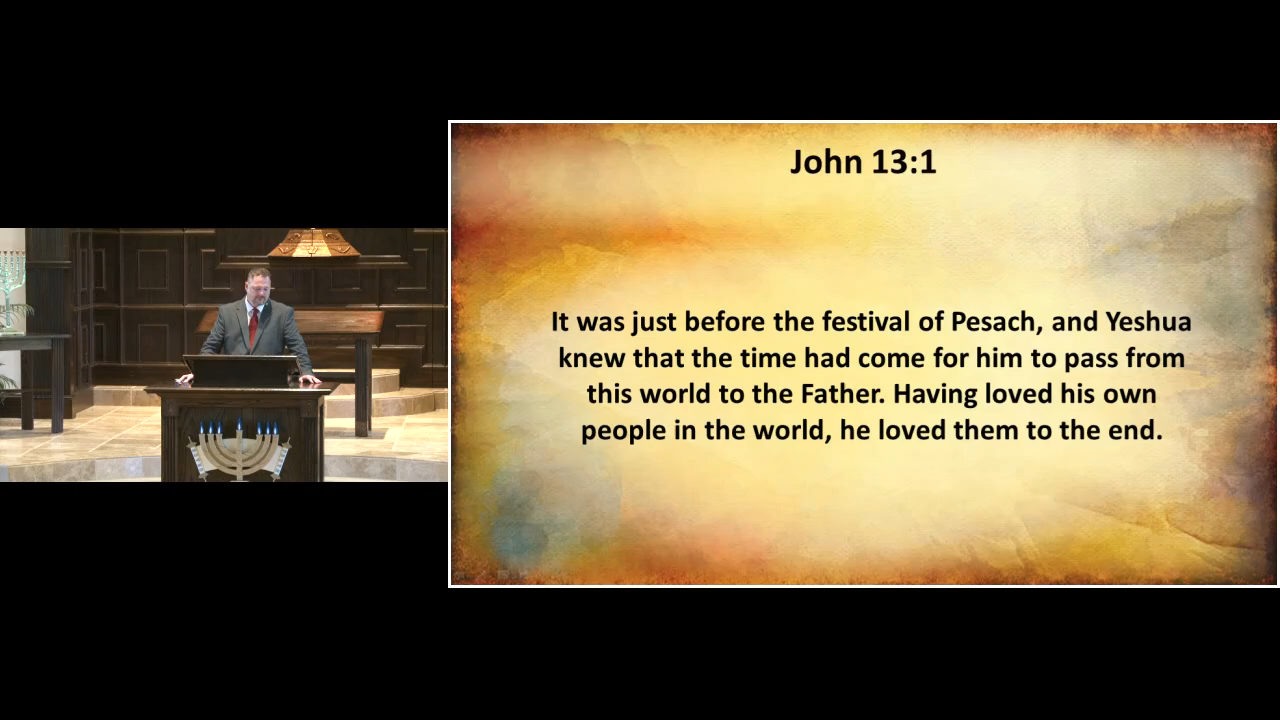 John 13:1
It was just before the festival of Pesach, and Yeshua
knew that the time had come for him to pass from
this world to the Father. Having loved his own
people in the world, he loved them to the end.